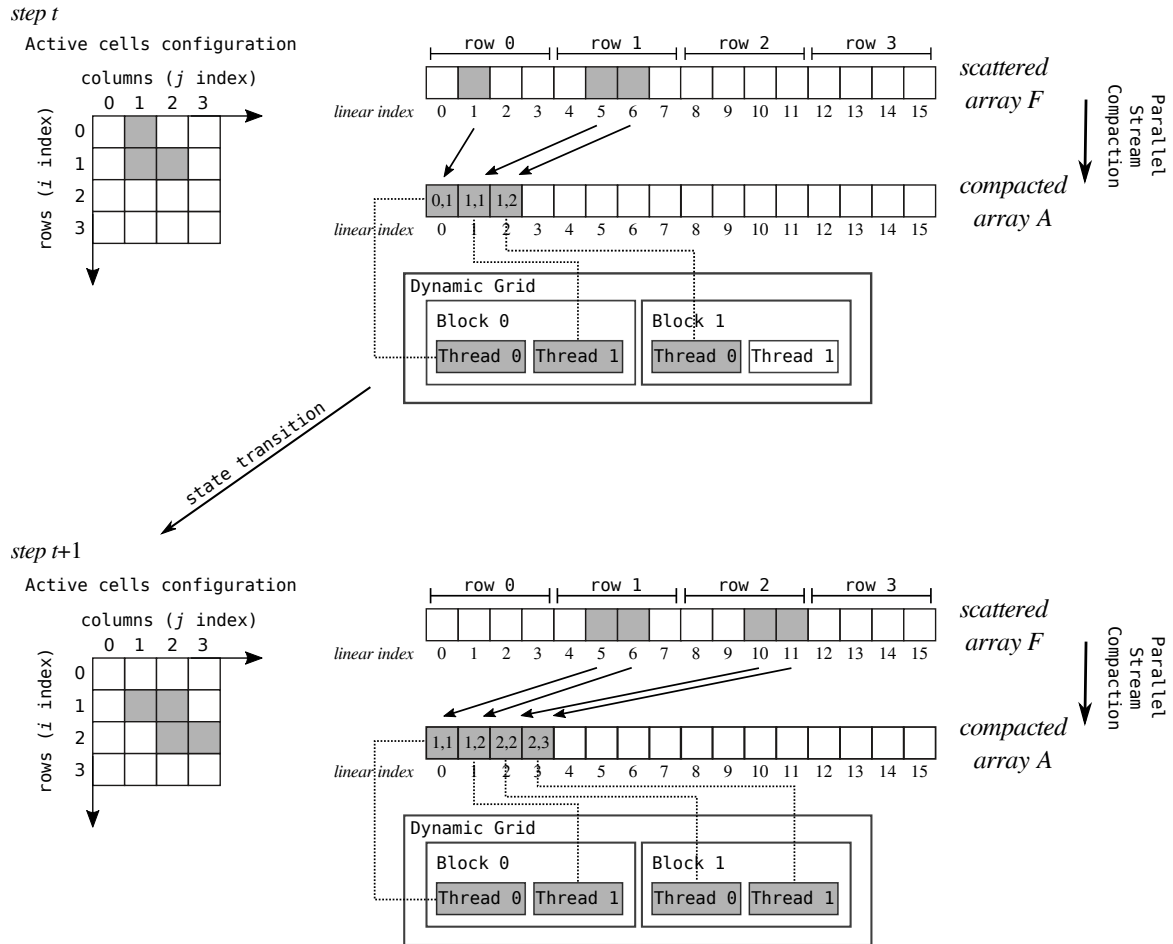 step t
Active cells configuration
columns (j index)
0 1 2 3
rows (i index)
0
1
2
3
row 0 row 1 row 2 row 3
scattered
array F
linear index 0 1 2 3 4 5 6 7 8 9 10 11 12 13 14 15
Parallel
Stream
Compaction
0,1 1,1 1,2
compacted
array A
linear index 0 1 2 3 4 5 6 7 8 9 10 11 12 13 14 15
Dynamic Grid
Block 0
Thread 0 Thread 1
Block 1
Thread 0 Thread 1
state transition
step t+1
Active cells configuration
columns (j index)
0 1 2 3
rows (i index)
0
1
2
3
row 0 row 1 row 2 row 3
scattered
array F
linear index 0 1 2 3 4 5 6 7 8 9 10 11 12 13 14 15
Parallel
Stream
Compaction
1,1 1,2 2,2 2,3
compacted
array A
linear index 0 1 2 3 4 5 6 7 8 9 10 11 12 13 14 15
Dynamic Grid
Block 0
Thread 0 Thread 1
Block 1
Thread 0 Thread 1